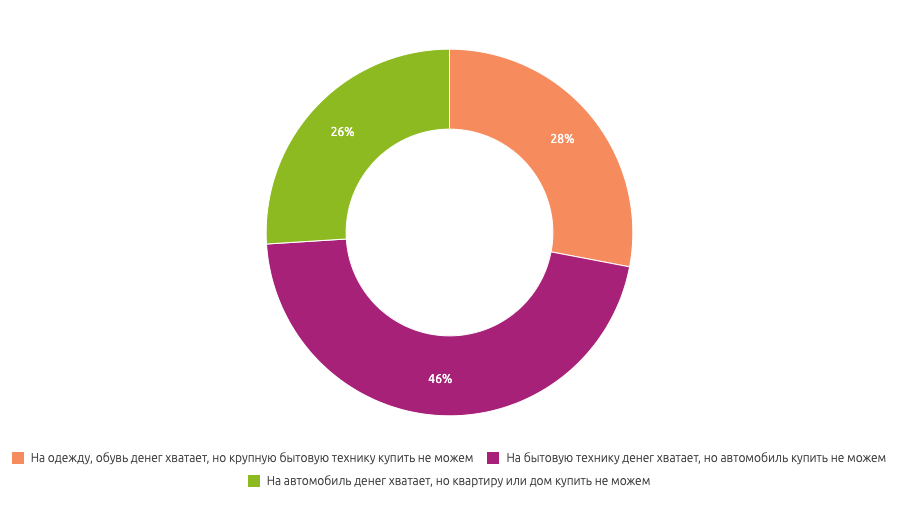 26%
28%
46%
На одежду, обувь денег хватает, но крупную бытовую технику купить не можем
На бытовую технику денег хватает, но автомобиль купить не можем
На автомобиль денег хватает, но квартиру или дом купить не можем